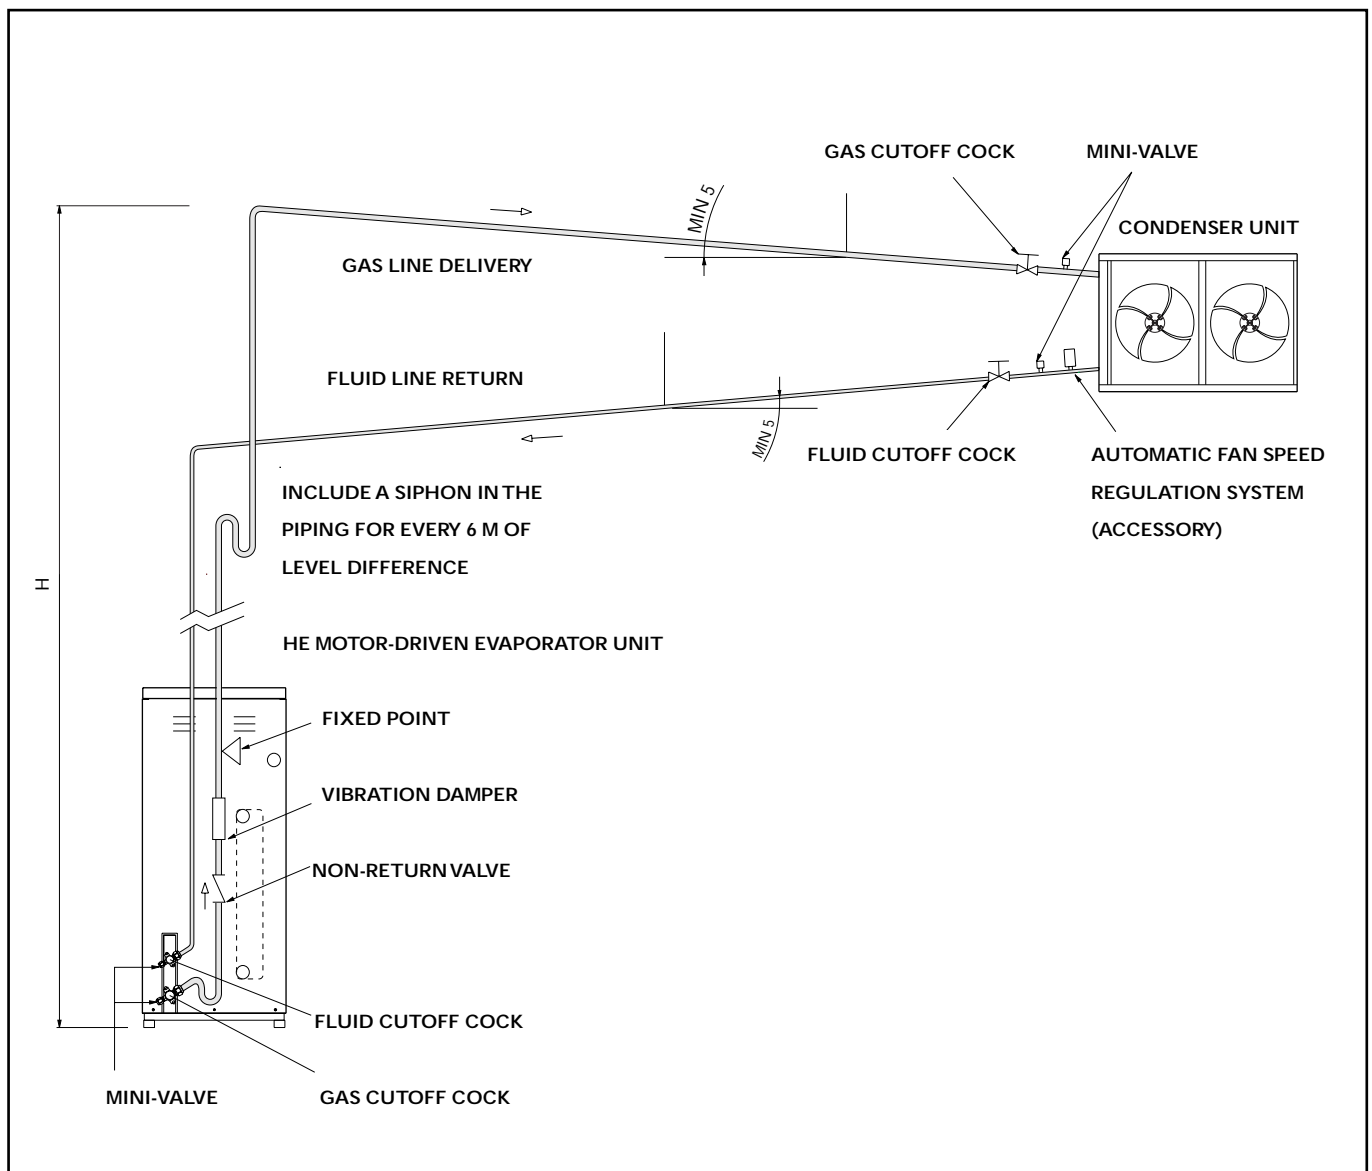 GAS CUTOFF COCK
MINI-VALVE
MIN 5
CONDENSER UNIT
GAS LINE DELIVERY
FLUID LINE RETURN
MIN 5
FLUID CUTOFF COCK
AUTOMATIC FAN SPEED
REGULATION SYSTEM
(ACCESSORY)
INCLUDE A SIPHON IN THE
PIPING FOR EVERY 6 M OF
LEVEL DIFFERENCE
H
HE MOTOR-DRIVEN EVAPORATOR UNIT
FIXED POINT
VIBRATION DAMPER
NON-RETURN VALVE
FLUID CUTOFF COCK
MINI-VALVE
GAS CUTOFF COCK